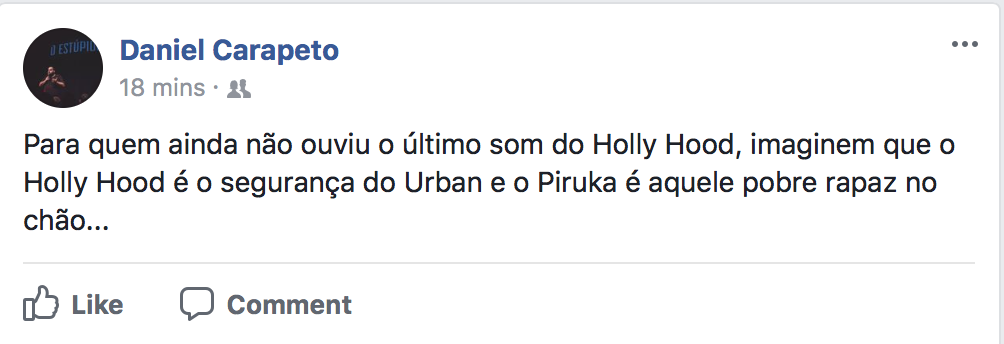 O ESTÚPID
Daniel Carapeto
18 mins ·
Para quem ainda não ouviu o último som do Holly Hood, imaginem que o
Holly Hood é o segurança do Urban e o Piruka é aquele pobre rapaz no
chão...
Like Comment